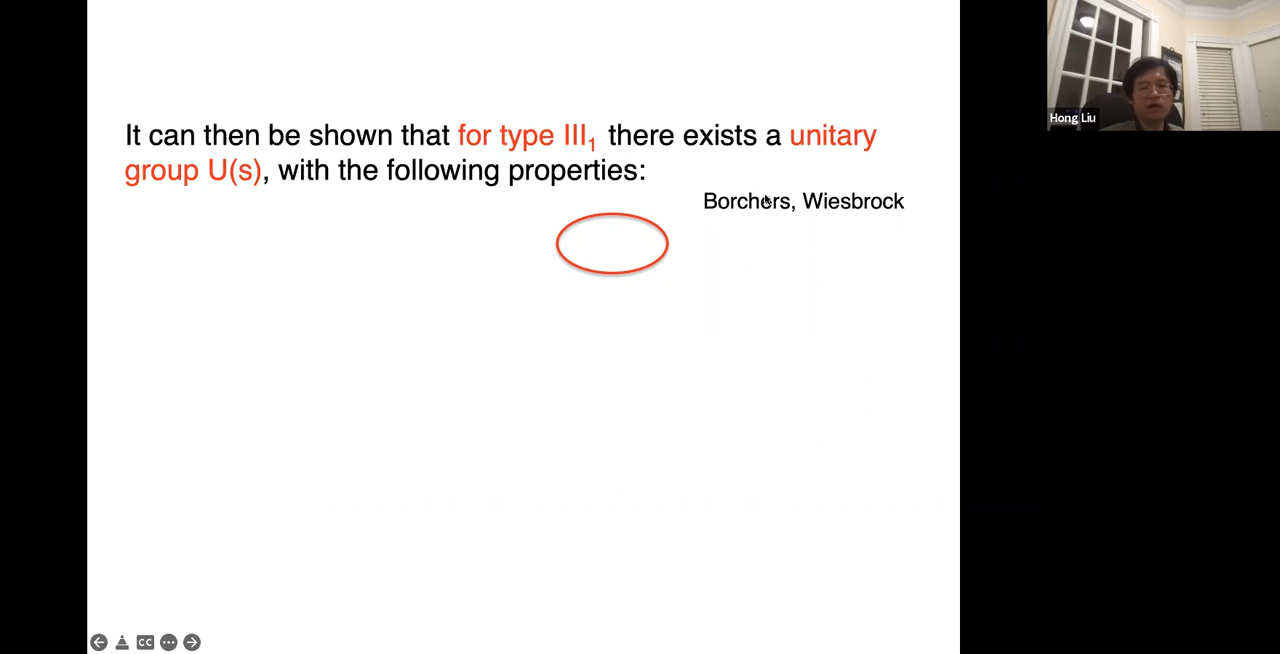 It can then be shown that for type III₁ there exists a unitary
group U(s), with the following properties:
Borchers, Wiesbrock
Hong Liu
CC